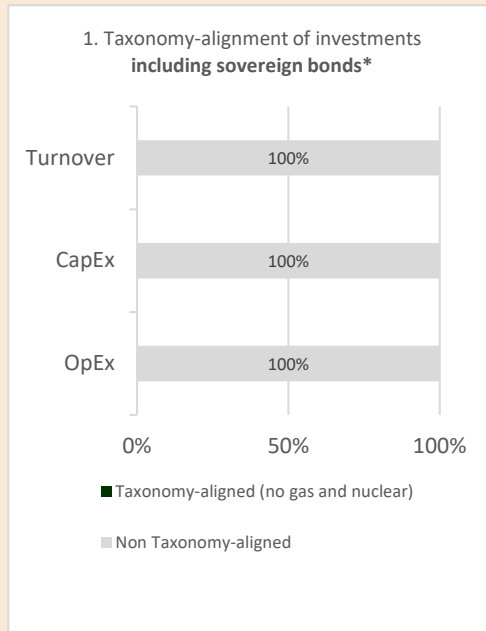 1. Taxonomy-alignment of investments
including sovereign bonds*
Turnover
100%
CapEx
100%
OpEx
100%
0%
50%
100%
Taxonomy-aligned (no gas and nuclear)
Non Taxonomy-aligned